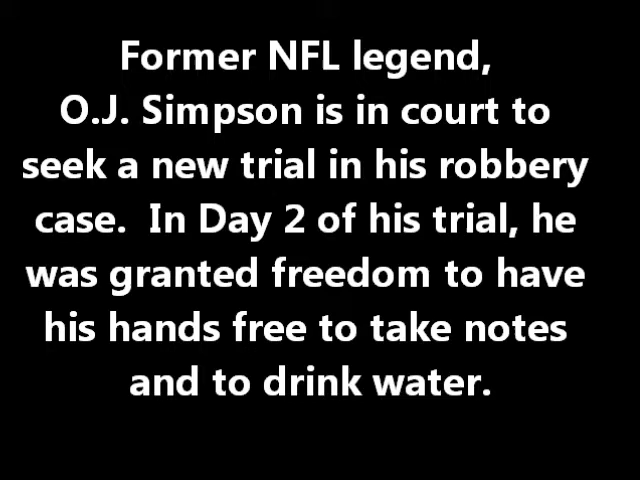 Former NFL legend,
O.J. Simpson is in court to
seek a new trial in his robbery
case.  In Day 2 of his trial, he
was granted freedom to have
his hands free to take notes
and to drink water.